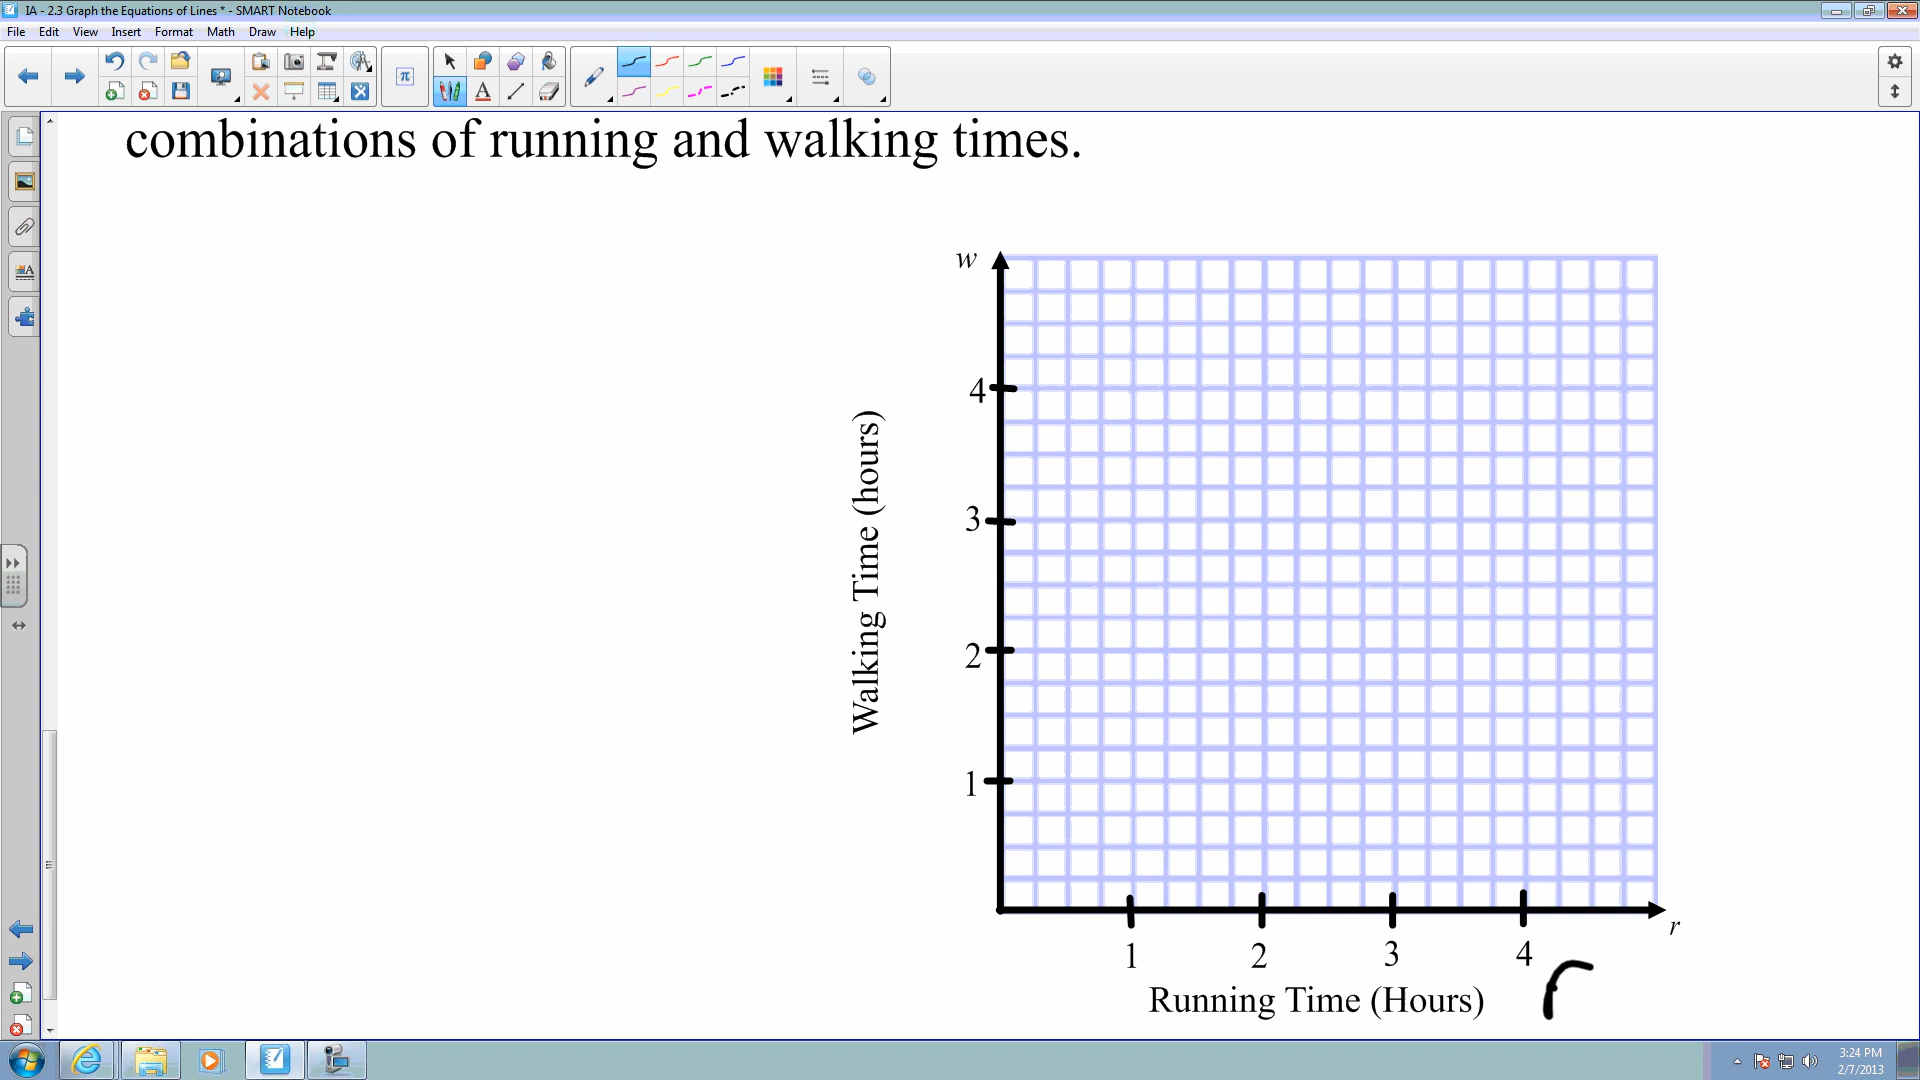 IA - 2.3 Graph the Equations of Lines * - SMART Notebook
File Edit View Insert Format Math Draw Help
combinations of running and walking times.
w
4
3
2
1
Walking Time (hours)
r
1 2 3 4
Running Time (Hours) r
3:24 PM
2/7/2013